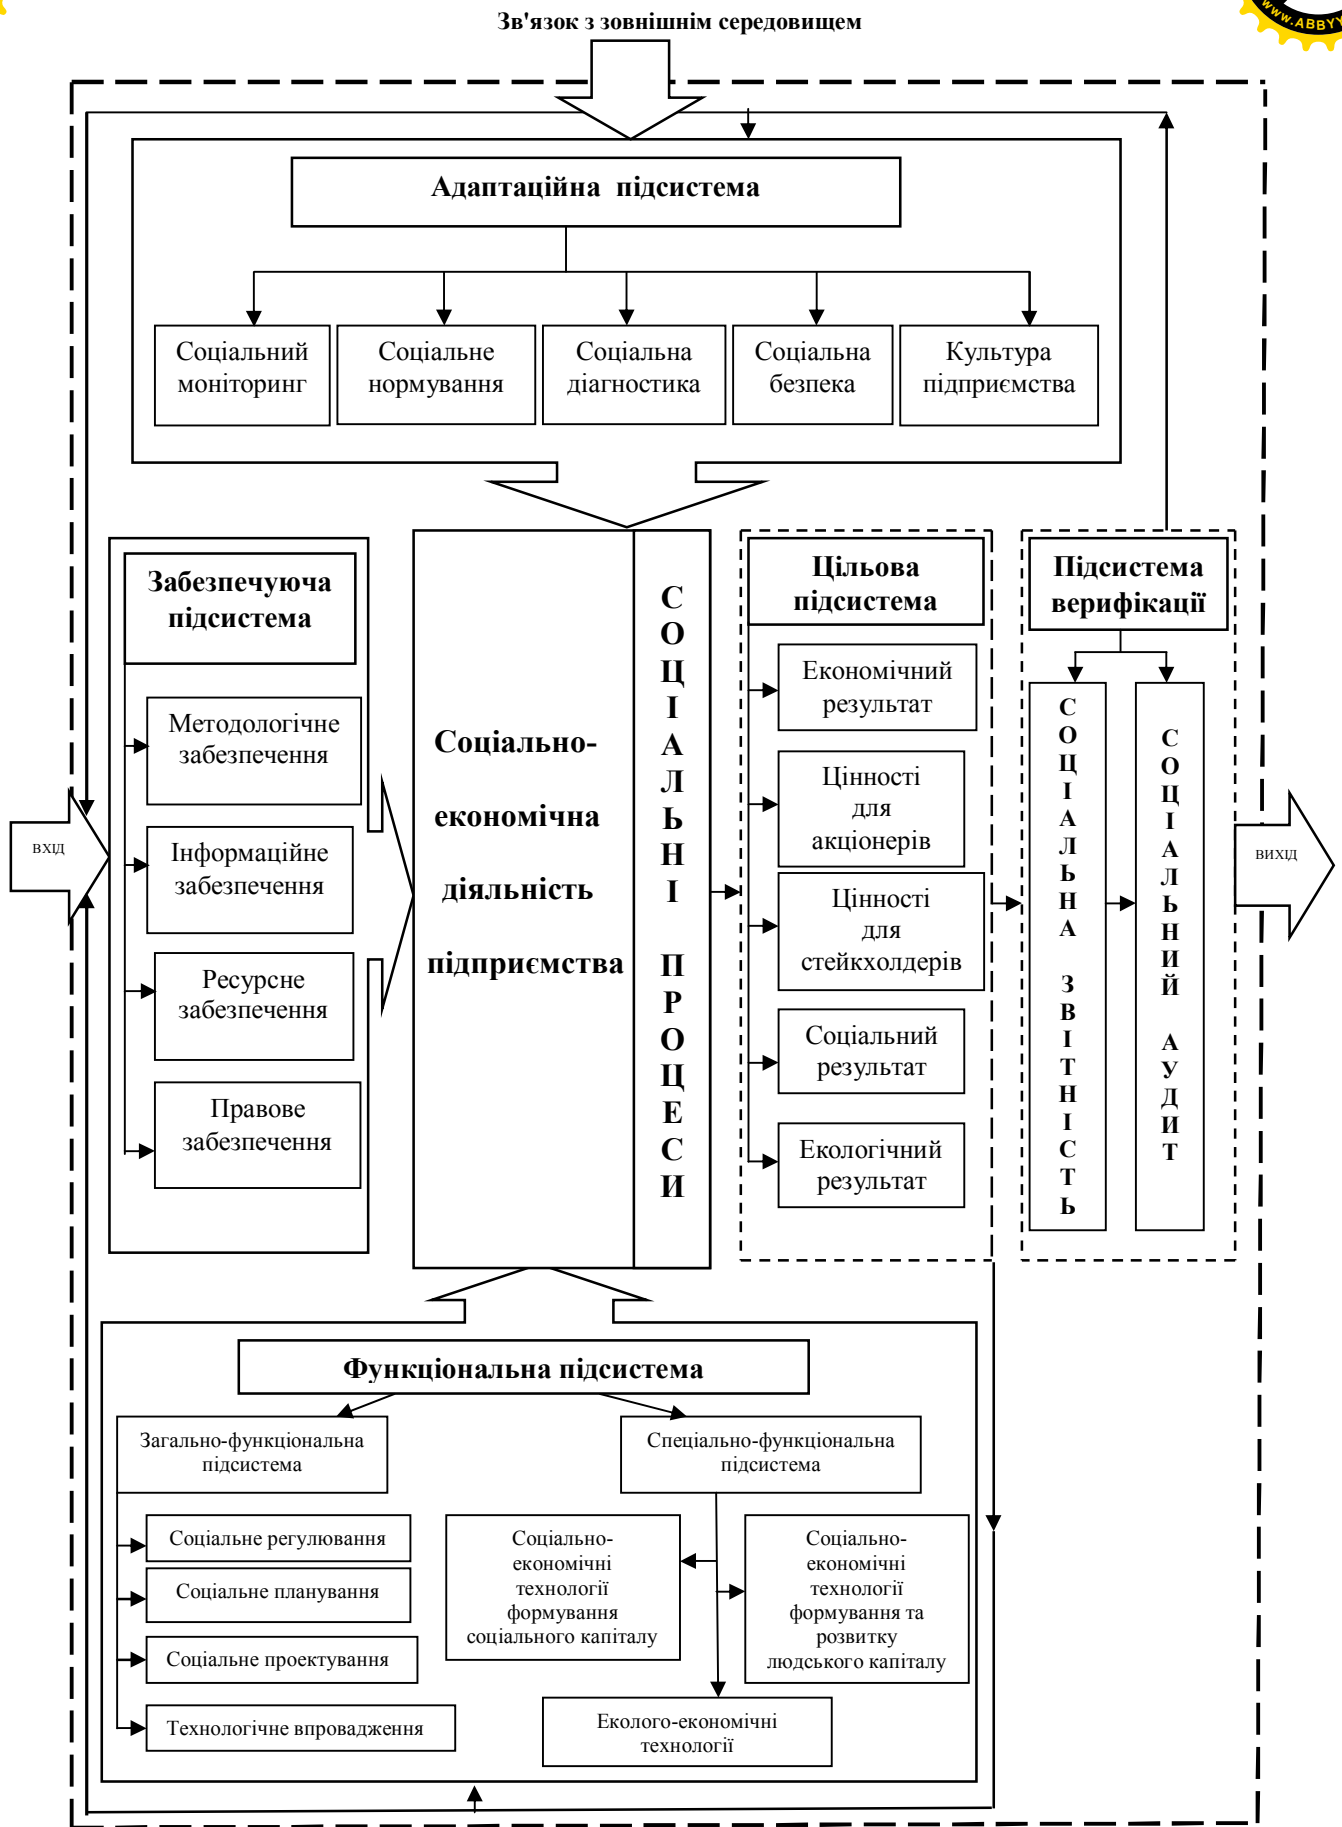 Зв'язок з зовнішнім середовищем
www.ABBYY
Адаптаційна підсистема
Соціальний
моніторинг
Соціальне
нормування
Соціальна
діагностика
Соціальна
безпека
Культура
підприємства
Забезпечуюча
підсистема
Методологічне
забезпечення
Інформаційне
забезпечення
Ресурсне
забезпечення
Правове
забезпечення
ВХІД
Соціально-
економічна
діяльність
підприємства
СОЦІАЛЬНІ ПРОЦЕСИ
Цільова
підсистема
Економічний
результат
Цінності
для
акціонерів
Цінності
для
стейкхолдерів
Соціальний
результат
Екологічний
результат
Підсистема
верифікації
СОЦІАЛЬНА ЗВІТНІСТЬ
СОЦІАЛЬНИЙ АУДИТ
ВИХІД
Функціональна підсистема
Загально-функціональна
підсистема
Соціальне регулювання
Соціальне планування
Соціальне проектування
Технологічне впровадження
Спеціально-функціональна
підсистема
Соціально-
економічні
технології
формування
соціального капіталу
Соціально-
економічні
технології
формування та
розвитку
людського капіталу
Еколого-економічні
технології